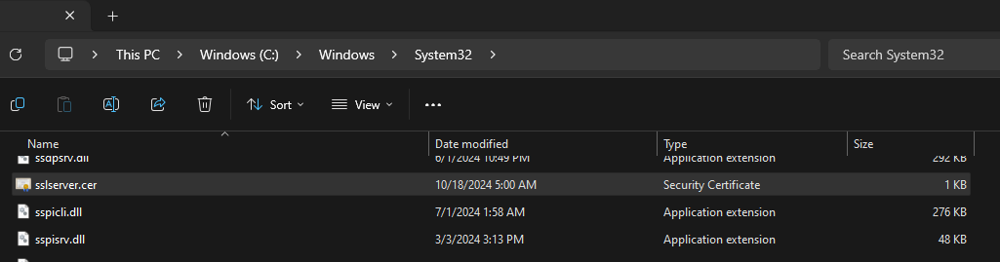 This PC > Windows (C:) > Windows > System32 >
Search System32
Sort View
Name Date modified Type Size
ssdpsrv.dll 6/1/2024 10:49 PM Application extension 292 KB
sslserver.cer 10/18/2024 5:00 AM Security Certificate 1 KB
sspicli.dll 7/1/2024 1:58 AM Application extension 276 KB
sspisrv.dll 3/3/2024 3:13 PM Application extension 48 KB